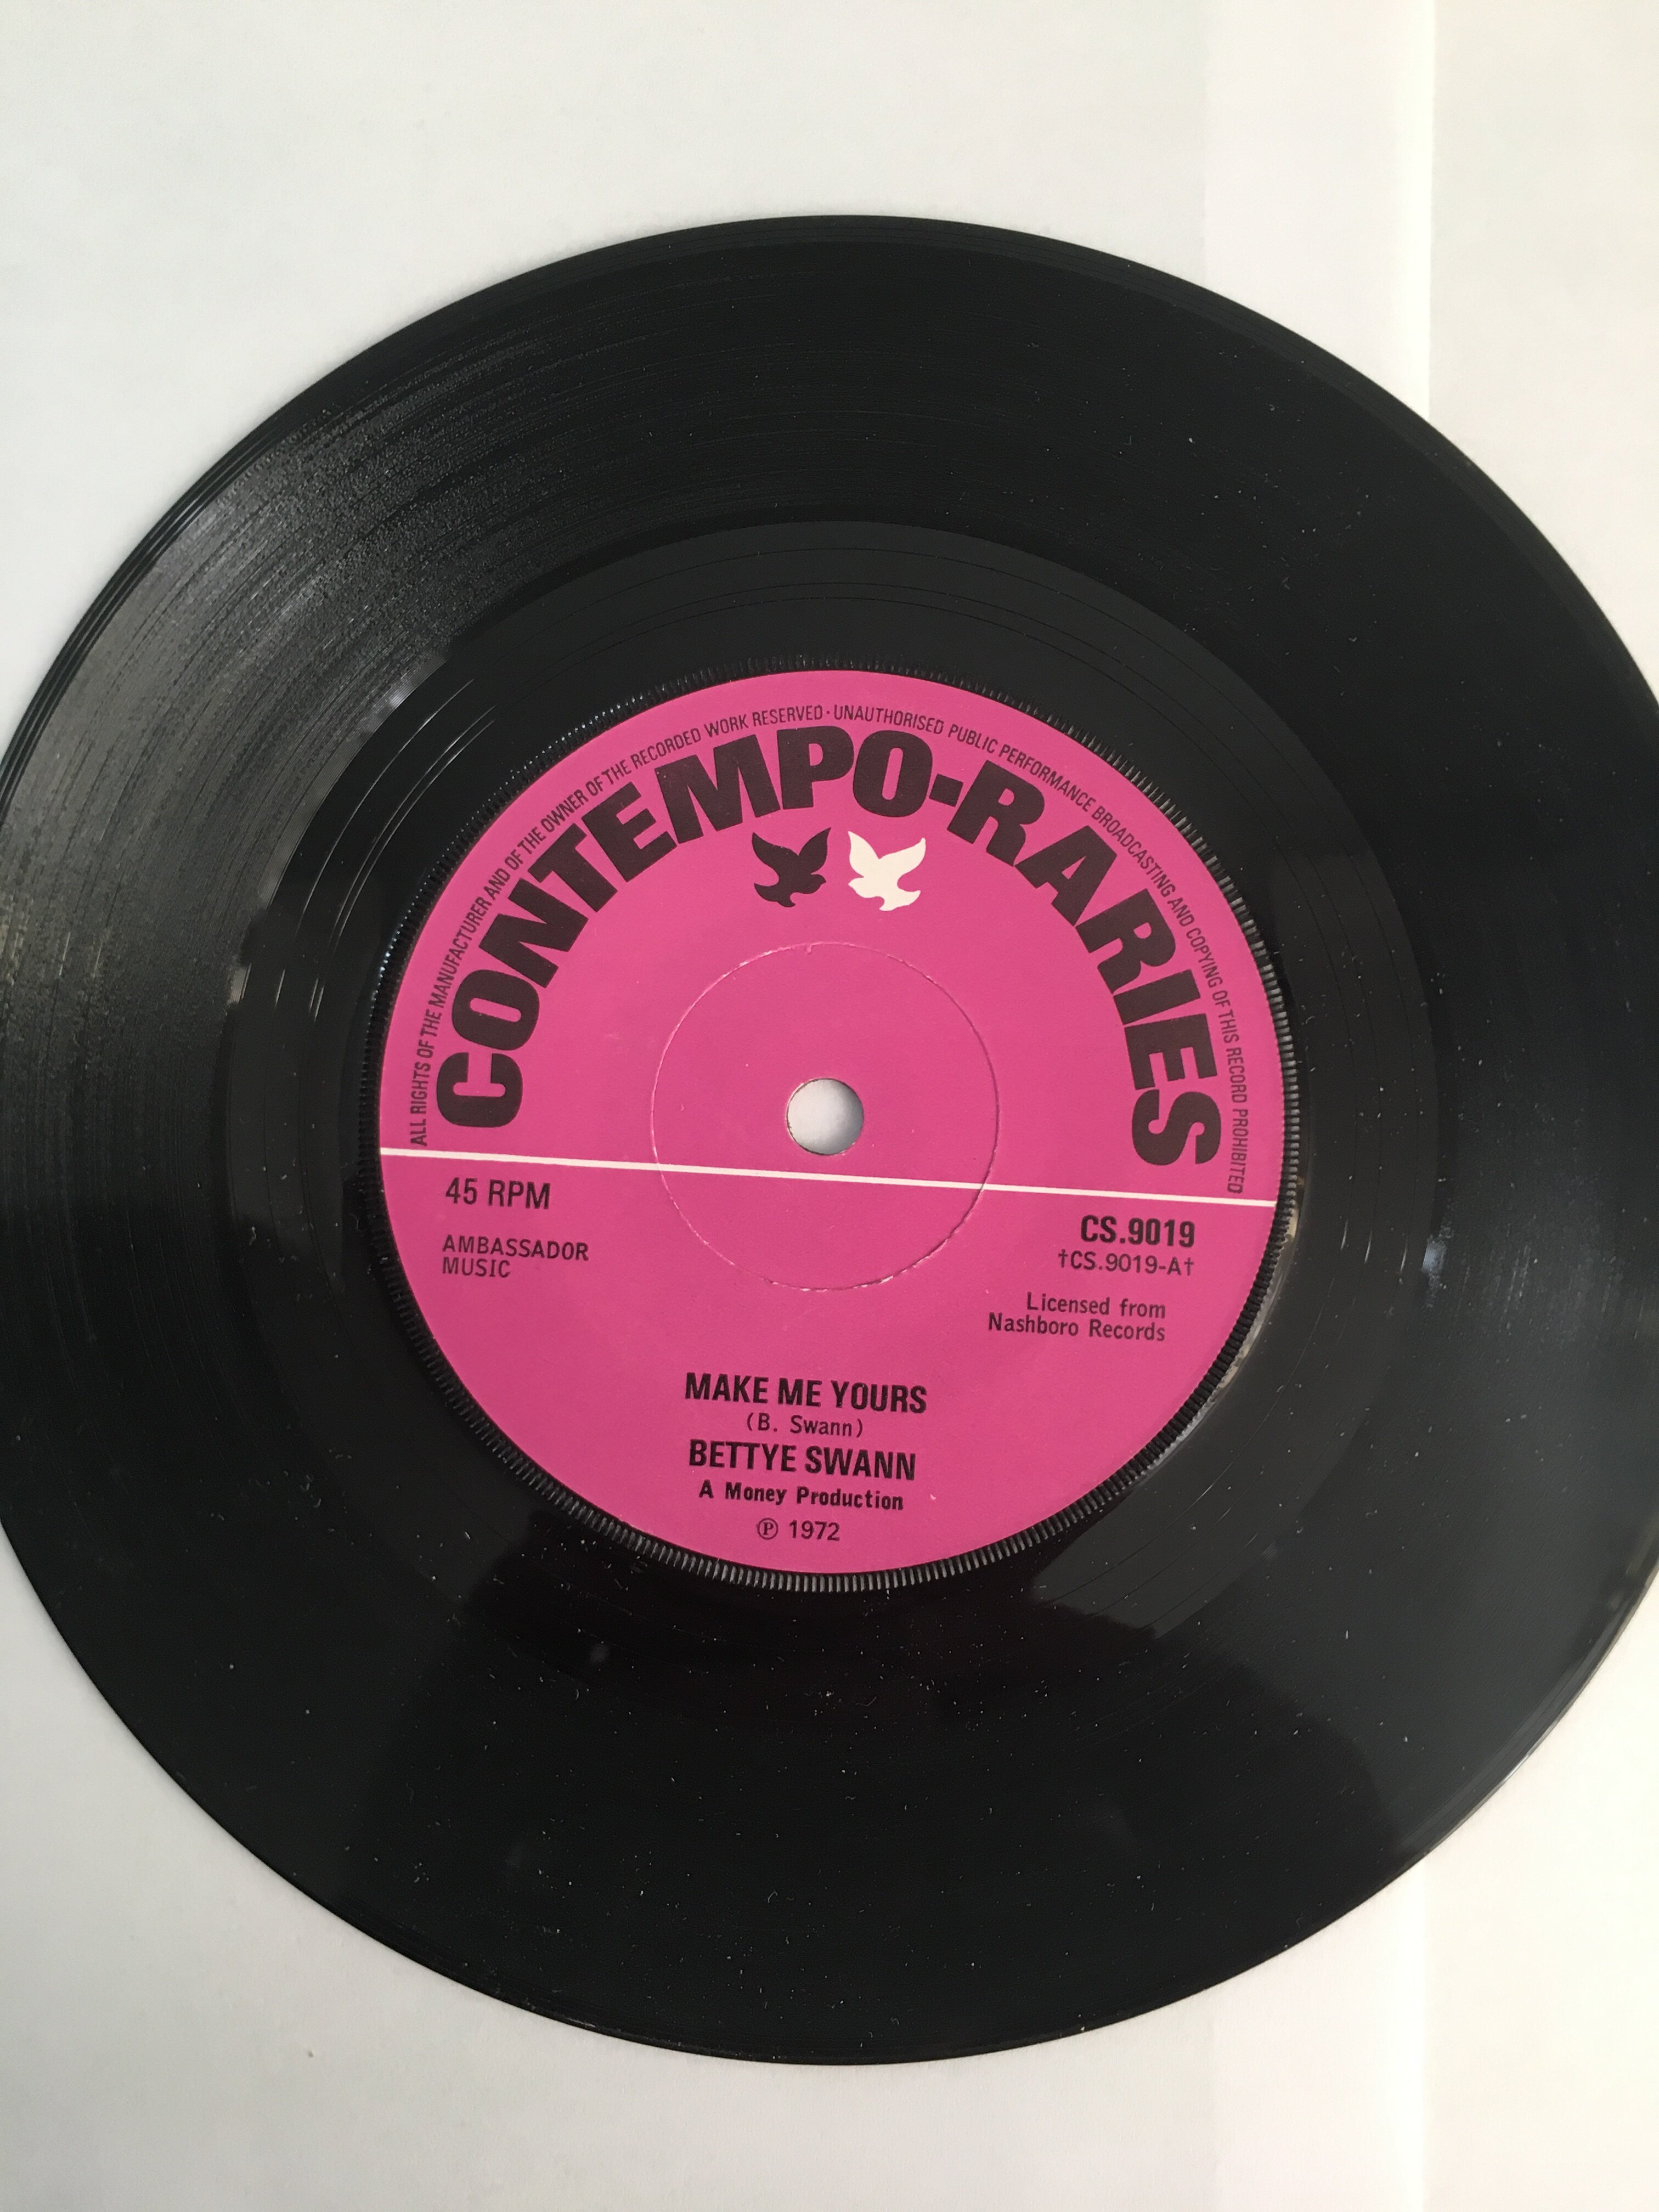 ALL RIGHTS OF THE MANUFACTURER AND OF THE OWNER OF THE RECORDED WORK RESERVED · UNAUTHORISED PUBLIC PERFORMANCE BROADCASTING AND COPYING OF THIS RECORD PROHIBITED
CONTEMPO-RARIES
45 RPM
AMBASSADOR
MUSIC
CS.9019
†CS.9019-A†
Licensed from
Nashboro Records
MAKE ME YOURS
(B. Swann)
BETTYE SWANN
A Money Production
℗ 1972